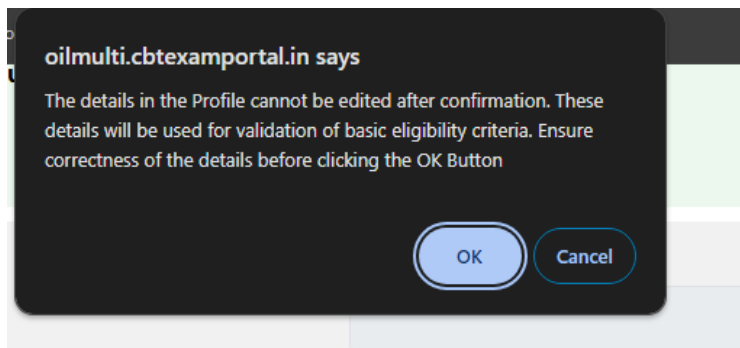 oilmulti.cbtexamportal.in says
The details in the Profile cannot be edited after confirmation. These
details will be used for validation of basic eligibility criteria. Ensure
correctness of the details before clicking the OK Button
OK
Cancel